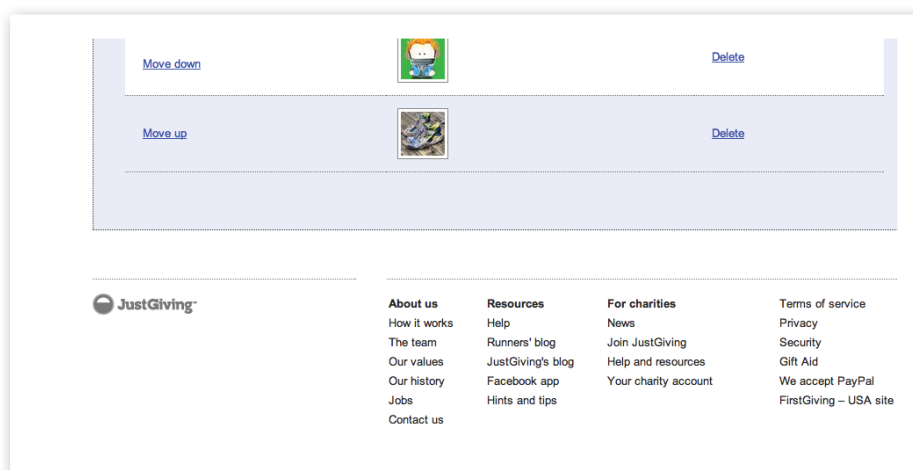 Move down
Delete
Move up
Delete
JustGiving
About us
How it works
The team
Our values
Our history
Jobs
Contact us
Resources
Help
Runners' blog
JustGiving's blog
Facebook app
Hints and tips
For charities
News
Join JustGiving
Help and resources
Your charity account
Terms of service
Privacy
Security
Gift Aid
We accept PayPal
FirstGiving – USA site